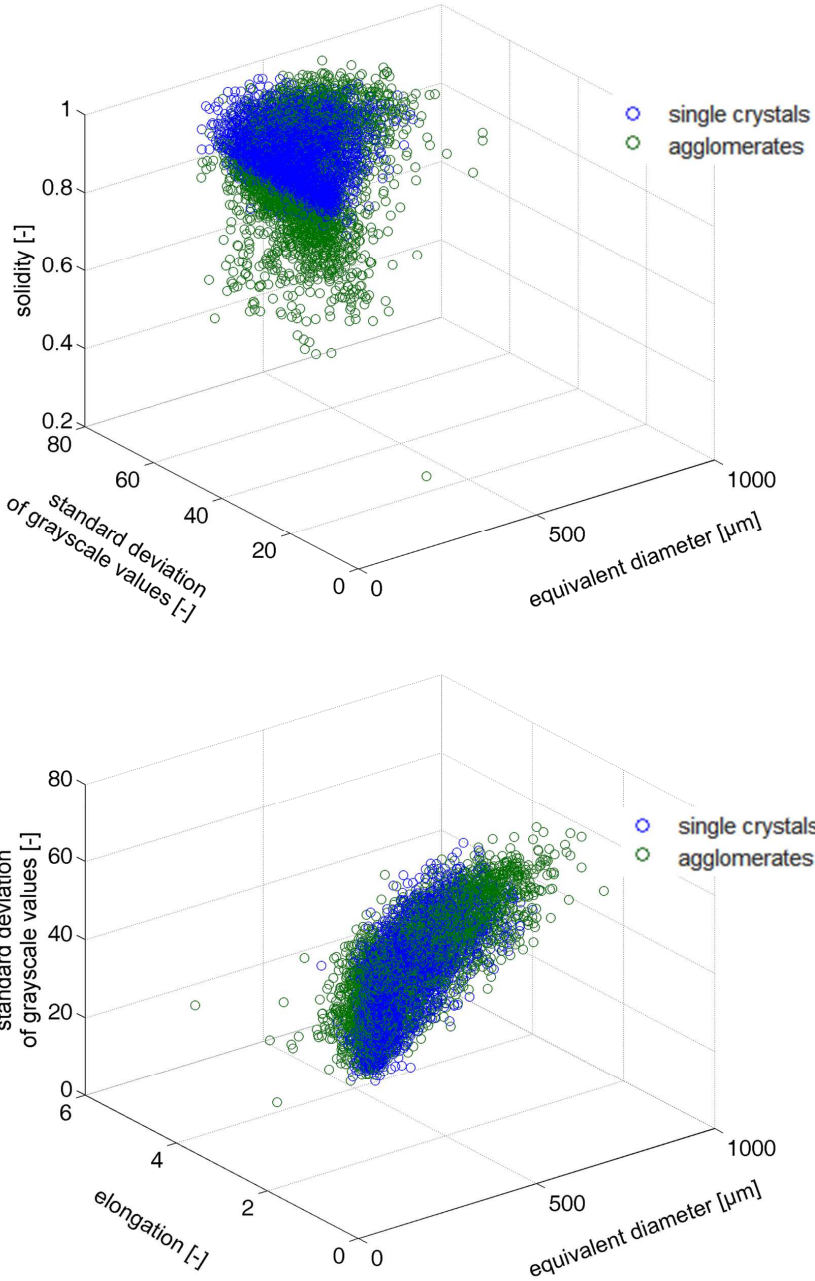 single crystals
agglomerates
1
0.8
0.6
0.4
0.2
solidity [-]
80
60
40
20
0
standard deviation
of grayscale values [-]
0
500
1000
equivalent diameter [µm]
single crystals
agglomerates
80
60
40
20
0
standard deviation
of grayscale values [-]
6
4
2
0
elongation [-]
0
500
1000
equivalent diameter [µm]